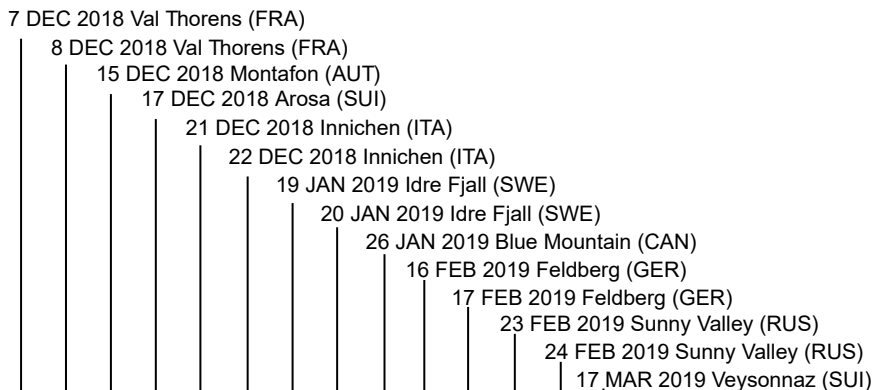 7 DEC 2018 Val Thorens (FRA)
8 DEC 2018 Val Thorens (FRA)
15 DEC 2018 Montafon (AUT)
17 DEC 2018 Arosa (SUI)
21 DEC 2018 Innichen (ITA)
22 DEC 2018 Innichen (ITA)
19 JAN 2019 Idre Fjall (SWE)
20 JAN 2019 Idre Fjall (SWE)
26 JAN 2019 Blue Mountain (CAN)
16 FEB 2019 Feldberg (GER)
17 FEB 2019 Feldberg (GER)
23 FEB 2019 Sunny Valley (RUS)
24 FEB 2019 Sunny Valley (RUS)
17 MAR 2019 Veysonnaz (SUI)